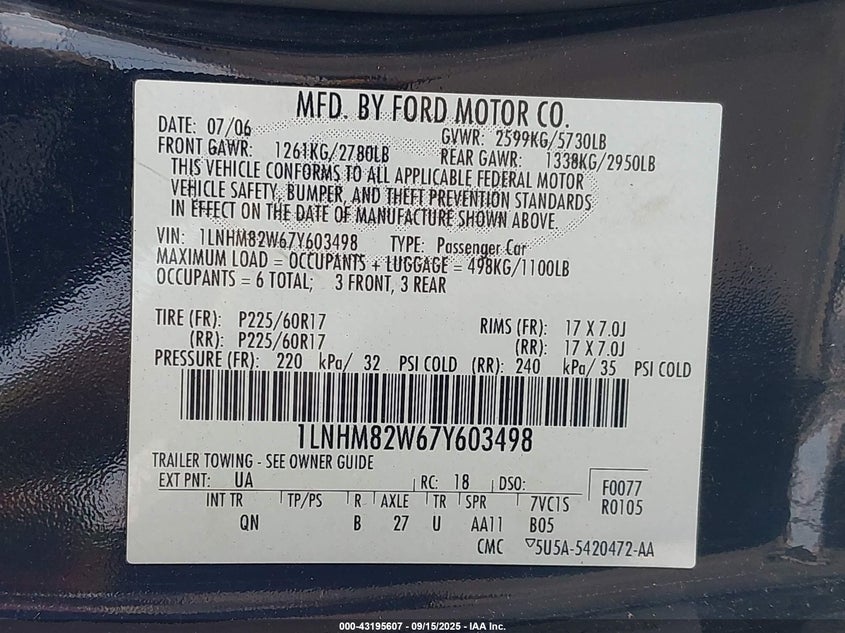 MFD. BY FORD MOTOR CO.
DATE: 07/06 GVWR: 2599KG/5730LB
FRONT GAWR: 1261KG/2780LB REAR GAWR: 1338KG/2950LB
THIS VEHICLE CONFORMS TO ALL APPLICABLE FEDERAL MOTOR
VEHICLE SAFETY, BUMPER, AND THEFT PREVENTION STANDARDS
IN EFFECT ON THE DATE OF MANUFACTURE SHOWN ABOVE.
VIN: 1LNHM82W67Y603498 TYPE: Passenger Car
MAXIMUM LOAD = OCCUPANTS + LUGGAGE = 498KG/1100LB
OCCUPANTS = 6 TOTAL; 3 FRONT, 3 REAR
TIRE (FR): P225/60R17 RIMS (FR): 17 X 7.0J
(RR): P225/60R17 (RR): 17 X 7.0J
PRESSURE (FR): 220 kPa/ 32 PSI COLD (RR): 240 kPa/ 35 PSI COLD
1LNHM82W67Y603498
TRAILER TOWING - SEE OWNER GUIDE
EXT PNT: UA RC: 18 DSO: F0077
INT TR TP/PS R AXLE TR SPR 7VC1S R0105
QN B 27 U AA11 B05
CMC 5U5A-5420472-AA
000-43195607 - 09/15/2025 - IAA Inc.